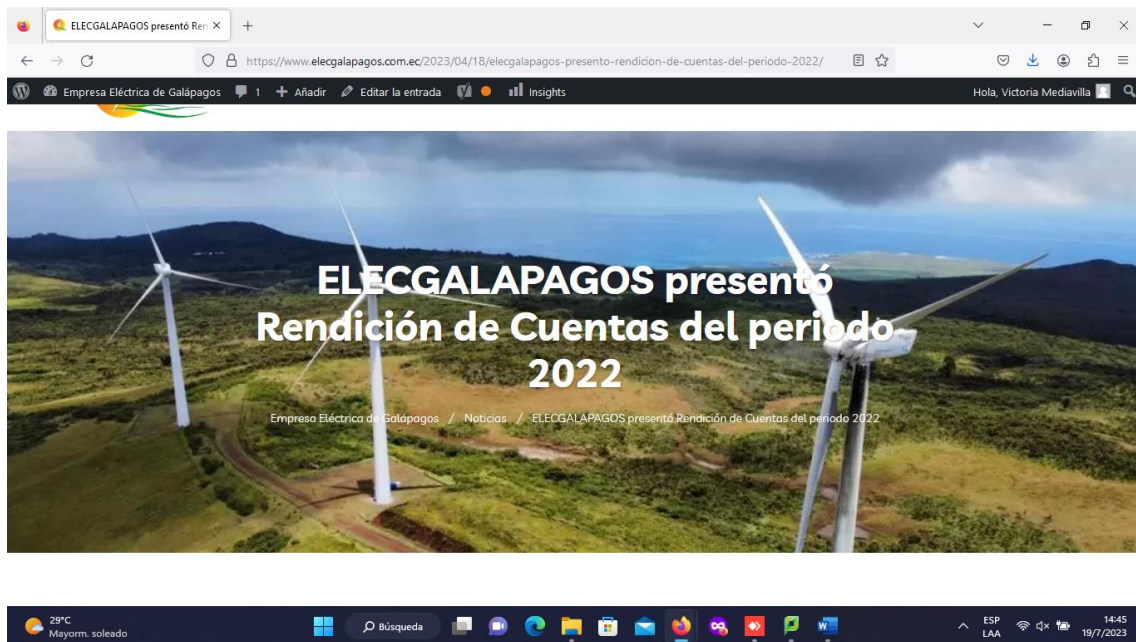 ELECGALAPAGOS presentó Ren
https://www.elecgalapagos.com.ec/2023/04/18/elecgalapagos-presento-rendicion-de-cuentas-del-periodo-2022/
Empresa Eléctrica de Galápagos 1 + Añadir Editar la entrada Insights Hola, Victoria Mediavilla
ELECGALAPAGOS presentó
Rendición de Cuentas del periodo
2022
Empresa Eléctrica de Galápagos / Noticias / ELECGALAPAGOS presentó Rendición de Cuentas del periodo 2022
29°C
Mayorm. soleado
Búsqueda
ESP
LAA
14:45
19/7/2023